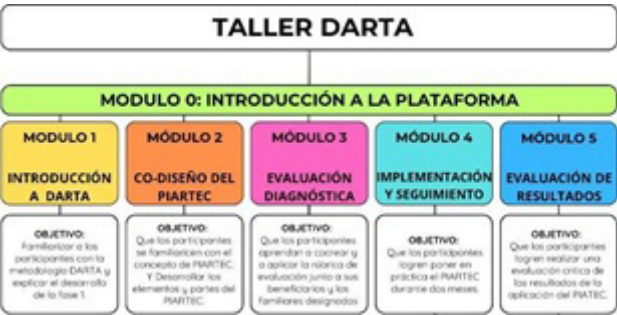 TALLER DARTA
MODULO 0: INTRODUCCIÓN A LA PLATAFORMA
MODULO 1
INTRODUCCIÓN
A DARTA
MÓDULO 2
CO-DISEÑO DEL
PIARTEC
MÓDULO 3
EVALUACIÓN
DIAGNÓSTICA
MÓDULO 4
IMPLEMENTACIÓN
Y SEGUIMIENTO
MÓDULO 5
EVALUACIÓN DE
RESULTADOS
OBJETIVO:
Familiarizar a los
participantes con la
metodología DARTA y
explicar el desarrollo
de la fase 1.
OBJETIVO:
Que los participantes
se familiaricen con el
concepto de PIARTEC.
Y Desarrollar los
elementos y partes del
PIARTEC.
OBJETIVO:
Que los participantes
aprendan a cocrear y
a aplicar la rúbrica de
evaluación junto a sus
beneficiarios y los
familiares designados
OBJETIVO:
Que los participantes
logren poner en
práctica el PIARTEC
durante dos meses.
OBJETIVO:
Que los participantes
logren realizar una
evaluación crítica de
los resultados de la
aplicación del PIATEC.